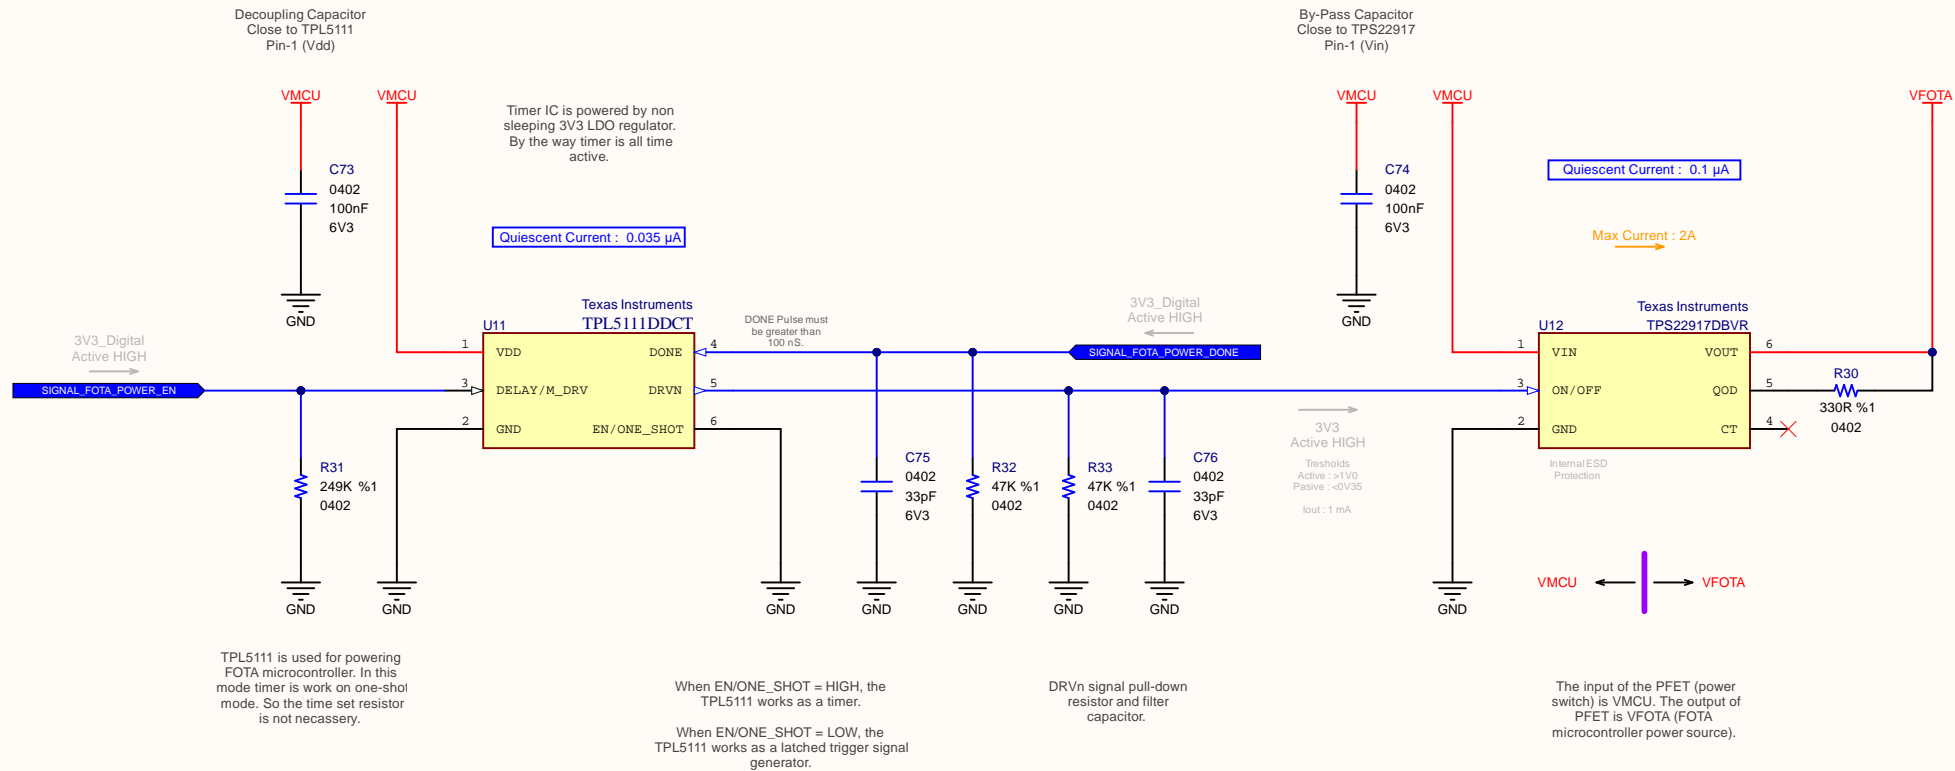 Decoupling Capacitor
Close to TPL5111
Pin-1 (Vdd)
By-Pass Capacitor
Close to TPS22917
Pin-1 (Vin)
VMCU
VMCU
VMCU
VMCU
VFOTA
Timer IC is powered by non
sleeping 3V3 LDO regulator.
By the way timer is all time
active.
C73
0402
100nF
6V3
GND
C74
0402
100nF
6V3
GND
Quiescent Current : 0.1 µA
Max Current : 2A
Quiescent Current : 0.035 µA
3V3_Digital
Active HIGH
SIGNAL_FOTA_POWER_EN
Texas Instruments
U11
TPL5111DDCT
1
VDD
DONE
4
3
DELAY/M_DRV
DRVN
5
2
GND
EN/ONE_SHOT
6
DONE Pulse must
be greater than
100 nS.
3V3_Digital
Active HIGH
SIGNAL_FOTA_POWER_DONE
Texas Instruments
U12
TPS22917DBVR
1
VIN
VOUT
6
3
ON/OFF
QOD
5
2
GND
CT
4
R30
330R %1
0402
3V3
Active HIGH
Tresholds
Active : >1V0
Pasive : <0V35
Iout : 1 mA
Internal ESD
Protection
R31
249K %1
0402
C75
0402
33pF
6V3
R32
47K %1
0402
R33
47K %1
0402
C76
0402
33pF
6V3
GND
GND
GND
GND
GND
GND
GND
GND
VMCU
VFOTA
TPL5111 is used for powering
FOTA microcontroller. In this
mode timer is work on one-shot
mode. So the time set resistor
is not necassery.
When EN/ONE_SHOT = HIGH, the
TPL5111 works as a timer.
When EN/ONE_SHOT = LOW, the
TPL5111 works as a latched trigger signal
generator.
DRVn signal pull-down
resistor and filter
capacitor.
The input of the PFET (power
switch) is VMCU. The output of
PFET is VFOTA (FOTA
microcontroller power source).